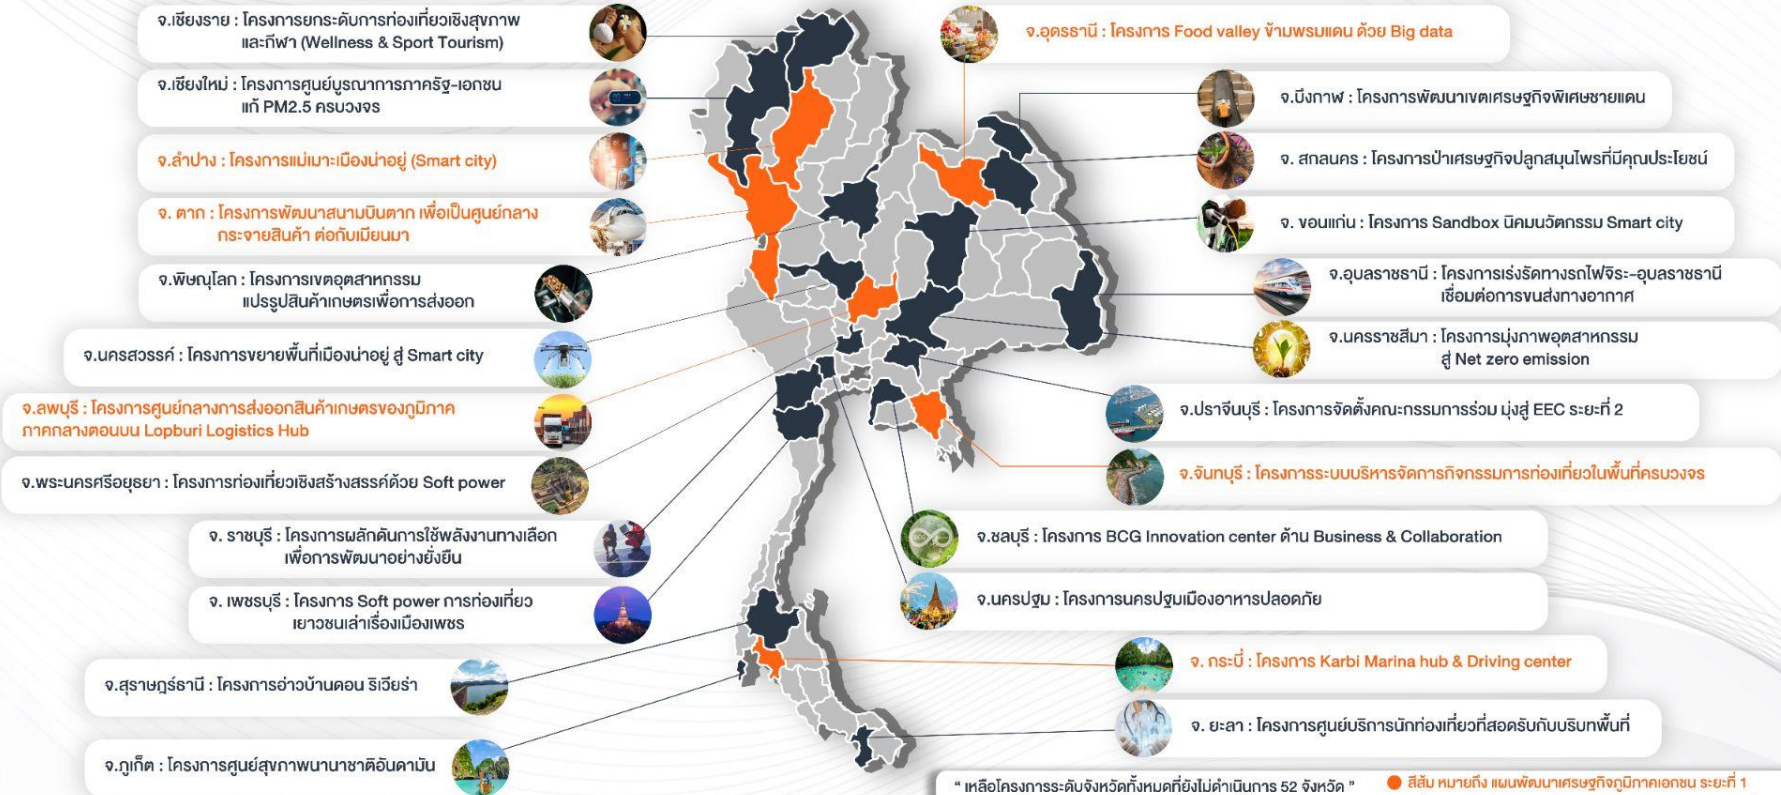 จ.เชียงราย : โครงการยกระดับการท่องเที่ยวเชิงสุขภาพ
และกีฬา (Wellness & Sport Tourism)
จ.เชียงใหม่ : โครงการศูนย์บูรณาการภาครัฐ-เอกชน
แก้ PM2.5 ครบวงจร
จ.ลำปาง : โครงการแม่เมาะเมืองน่าอยู่ (Smart city)
จ. ตาก : โครงการพัฒนาสนามบินตาก เพื่อเป็นศูนย์กลาง
กระจายสินค้า ต่อกับเมียนมา
จ.พิษณุโลก : โครงการเขตอุตสาหกรรม
แปรรูปสินค้าเกษตรเพื่อการส่งออก
จ.นครสวรรค์ : โครงการขยายพื้นที่เมืองน่าอยู่ สู่ Smart city
จ.ลพบุรี : โครงการศูนย์กลางการส่งออกสินค้าเกษตรของภูมิภาค
ภาคกลางตอนบน Lopburi Logistics Hub
จ.พระนครศรีอยุธยา : โครงการท่องเที่ยวเชิงสร้างสรรค์ด้วย Soft power
จ. ราชบุรี : โครงการผลักดันการใช้พลังงานทางเลือก
เพื่อการพัฒนาอย่างยั่งยืน
จ. เพชรบุรี : โครงการ Soft power การท่องเที่ยว
เยาวชนเล่าเรื่องเมืองเพชร
จ.สุราษฎร์ธานี : โครงการอ่าวบ้านดอน ริเวียร่า
จ.ภูเก็ต : โครงการศูนย์สุขภาพนานาชาติอันดามัน
จ.อุดรธานี : โครงการ Food valley ข้ามพรมแดน ด้วย Big data
จ.บึงกาฬ : โครงการพัฒนาเขตเศรษฐกิจพิเศษชายแดน
จ. สกลนคร : โครงการป่าเศรษฐกิจปลูกสมุนไพรที่มีคุณประโยชน์
จ. ขอนแก่น : โครงการ Sandbox นิคมนวัตกรรม Smart city
จ.อุบลราชธานี : โครงการเร่งรัดทางรถไฟจิระ-อุบลราชธานี
เชื่อมต่อการขนส่งทางอากาศ
จ.นครราชสีมา : โครงการมุ่งภาพอุตสาหกรรม
สู่ Net zero emission
จ.ปราจีนบุรี : โครงการจัดตั้งคณะกรรมการร่วม มุ่งสู่ EEC ระยะที่ 2
จ.จันทบุรี : โครงการระบบบริหารจัดการกิจกรรมการท่องเที่ยวในพื้นที่ครบวงจร
จ.ชลบุรี : โครงการ BCG Innovation center ด้าน Business & Collaboration
จ.นครปฐม : โครงการนครปฐมเมืองอาหารปลอดภัย
จ. กระบี่ : โครงการ Karbi Marina hub & Driving center
จ. ยะลา : โครงการศูนย์บริการนักท่องเที่ยวที่สอดรับกับบริบทพื้นที่
“ เหลือโครงการระดับจังหวัดทั้งหมดที่ยังไม่ดำเนินการ 52 จังหวัด ”
สีส้ม หมายถึง แผนพัฒนาเศรษฐกิจภูมิภาคเอกชน ระยะที่ 1